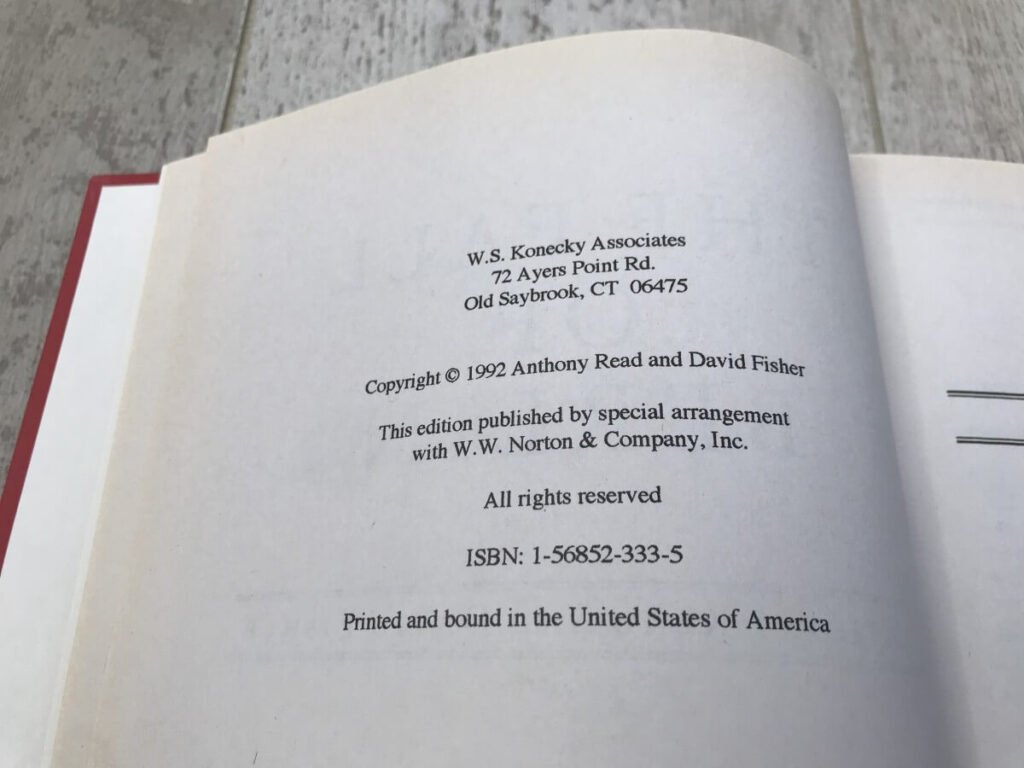 W.S. Konecky Associates
72 Ayers Point Rd.
Old Saybrook, CT 06475
Copyright © 1992 Anthony Read and David Fisher
This edition published by special arrangement
with W.W. Norton & Company, Inc.
All rights reserved
ISBN: 1-56852-333-5
Printed and bound in the United States of America